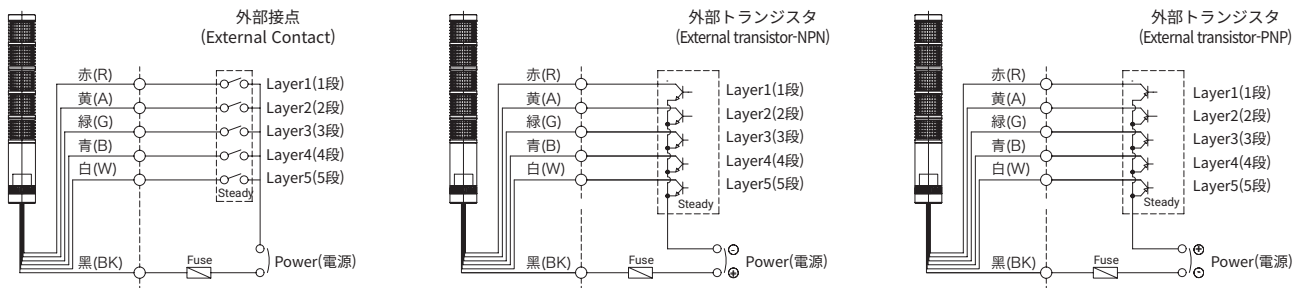 外部接点
(External Contact)
赤(R)
黄(A)
緑(G)
青(B)
白(W)
Layer1(1段)
Layer2(2段)
Layer3(3段)
Layer4(4段)
Layer5(5段)
Steady
黒(BK)
Fuse
Power(電源)
外部トランジスタ
(External transistor-NPN)
赤(R)
黄(A)
緑(G)
青(B)
白(W)
Layer1(1段)
Layer2(2段)
Layer3(3段)
Layer4(4段)
Layer5(5段)
Steady
黒(BK)
Fuse
-
+
Power(電源)
外部トランジスタ
(External transistor-PNP)
赤(R)
黄(A)
緑(G)
青(B)
白(W)
Layer1(1段)
Layer2(2段)
Layer3(3段)
Layer4(4段)
Layer5(5段)
Steady
黒(BK)
Fuse
+
-
Power(電源)